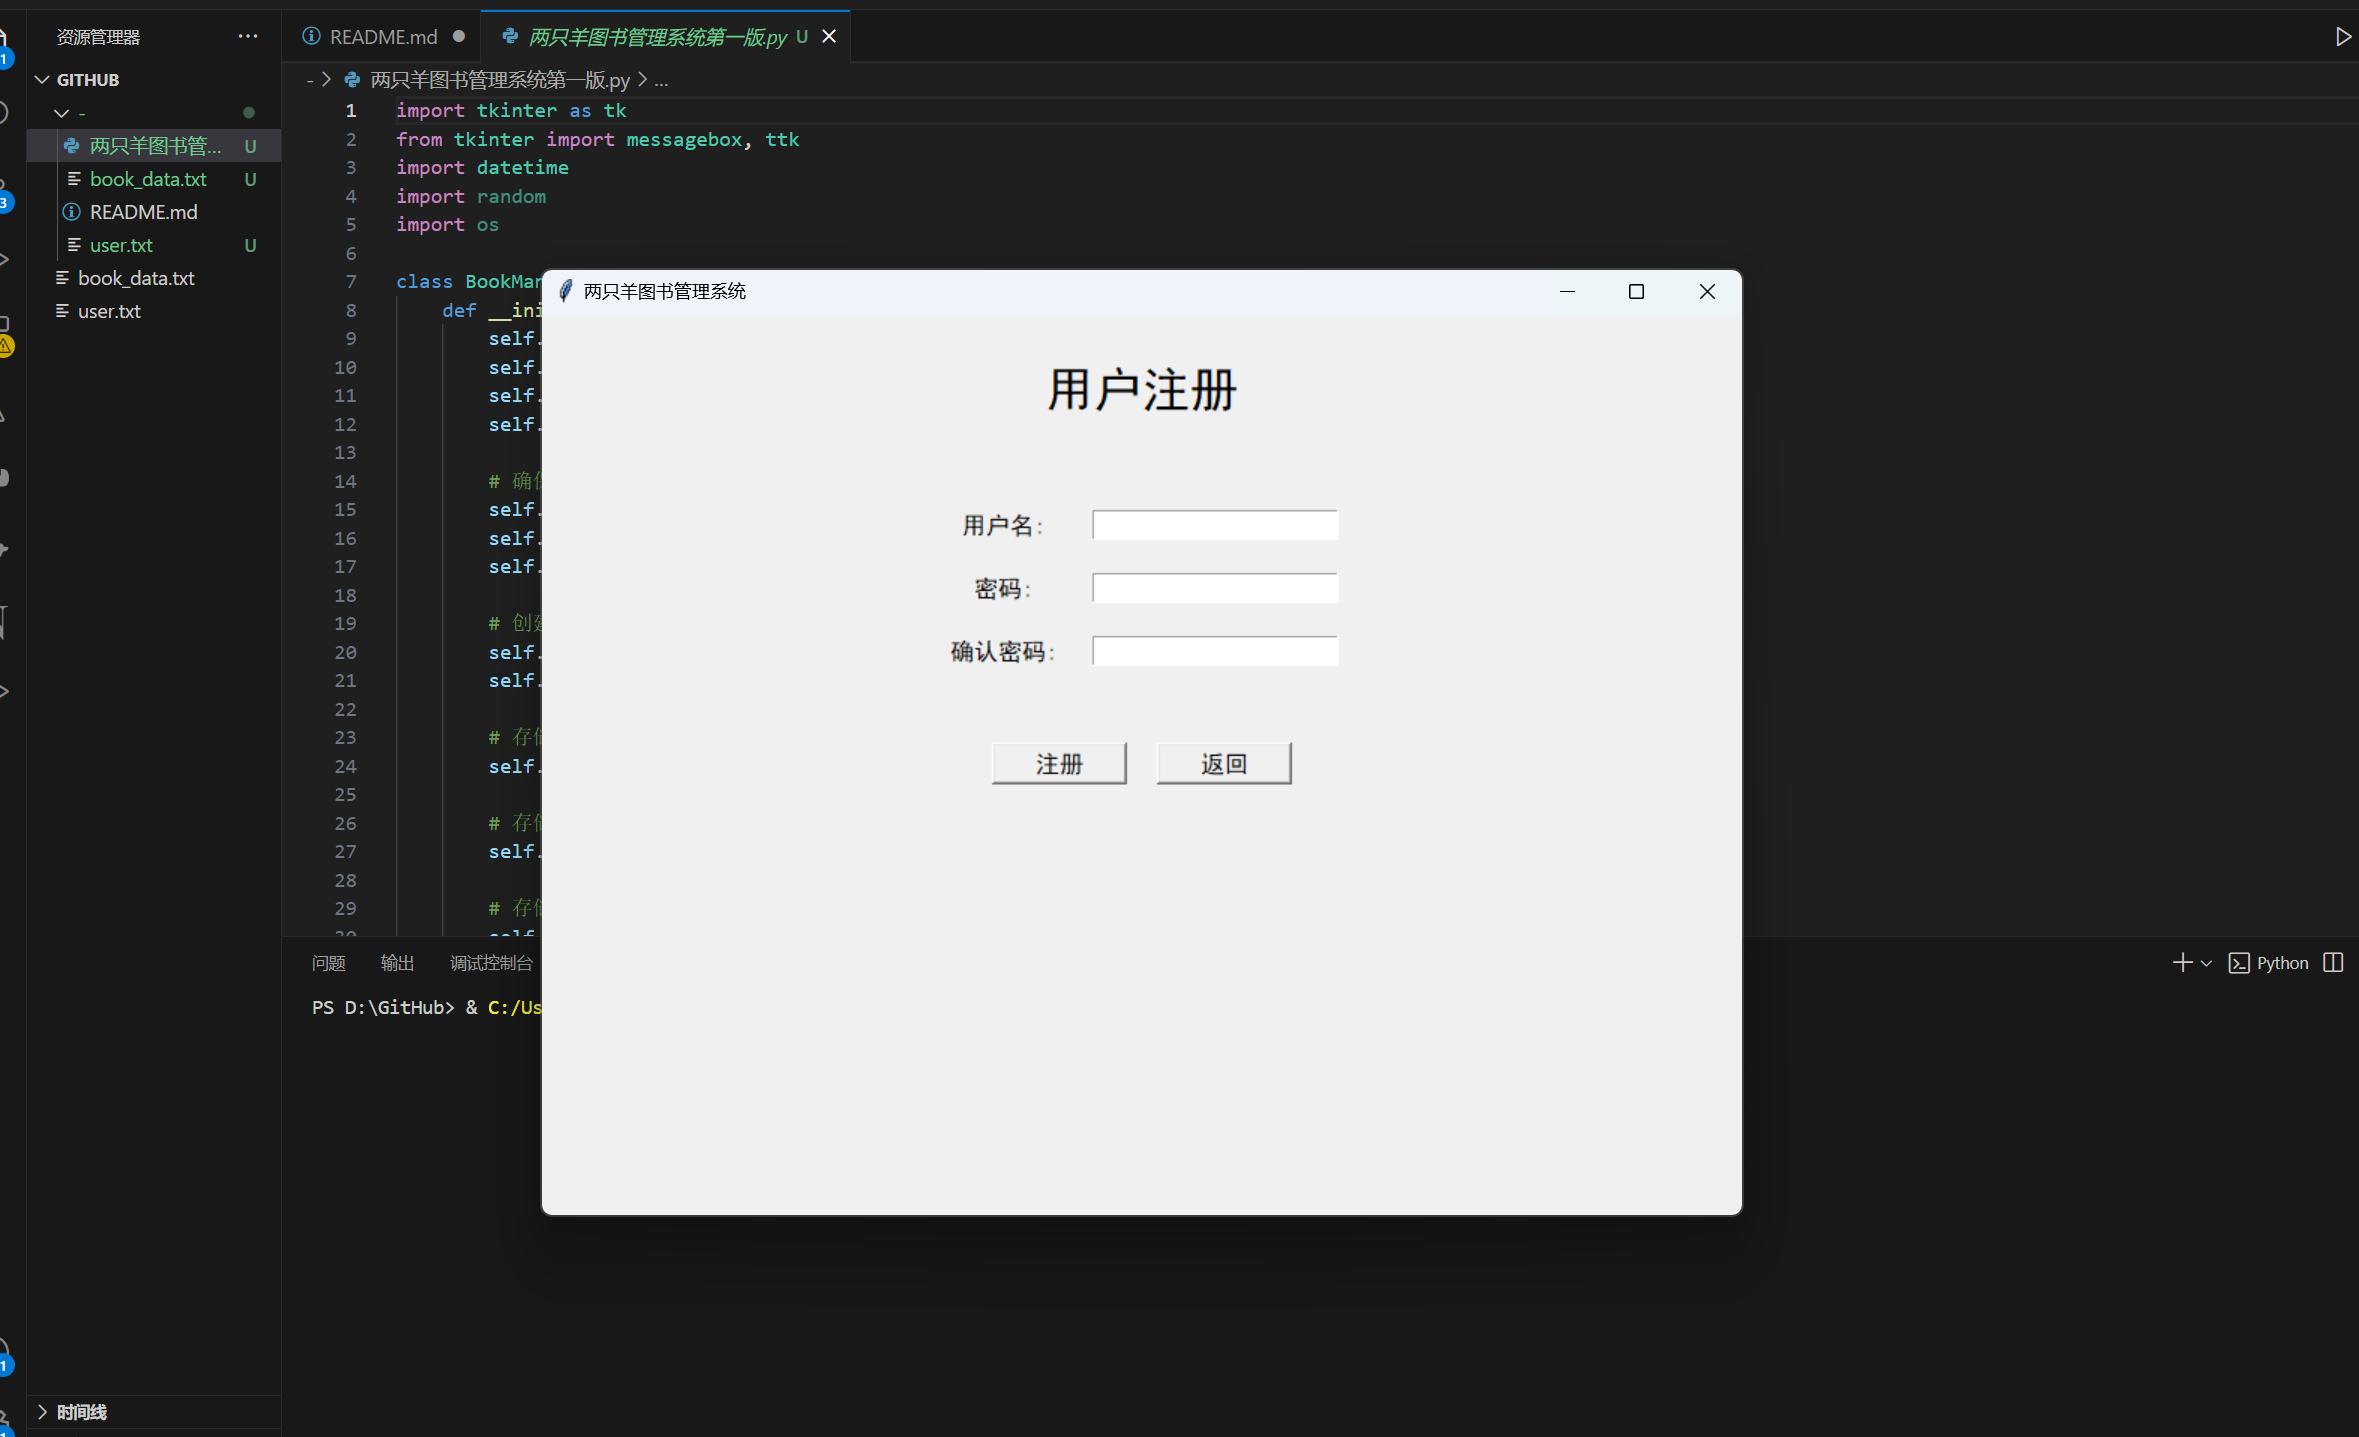 资源管理器
GITHUB
-
两只羊图书管... U
book_data.txt U
README.md
user.txt U
book_data.txt
user.txt
时间线
README.md
两只羊图书管理系统第一版.py U
- > 两只羊图书管理系统第一版.py > ...
1 import tkinter as tk
2 from tkinter import messagebox, ttk
3 import datetime
4 import random
5 import os
6
7 class BookMan
8 def __ini
9 self.
10 self.
11 self.
12 self.
13
14 # 确
15 self.
16 self.
17 self.
18
19 # 创
20 self.
21 self.
22
23 # 存
24 self.
25
26 # 存
27 self.
28
29 # 存
30 self.
两只羊图书管理系统
用户注册
用户名:
密码:
确认密码:
注册
返回
问题
输出
调试控制台
Python
PS D:\GitHub> & C:/Us
1
3
1
1